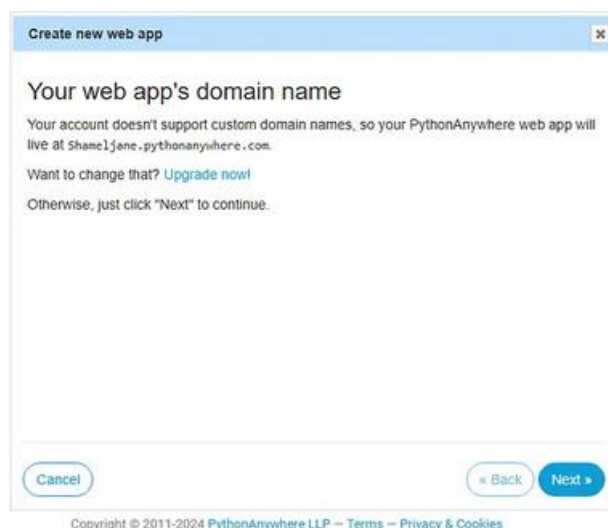 Create new web app
Your web app's domain name
Your account doesn't support custom domain names, so your PythonAnywhere web app will
live at Shameljane.pythonanywhere.com.
Want to change that? Upgrade now!
Otherwise, just click "Next" to continue.
Cancel
« Back
Next »
Copyright © 2011-2024 PythonAnywhere LLP — Terms — Privacy & Cookies